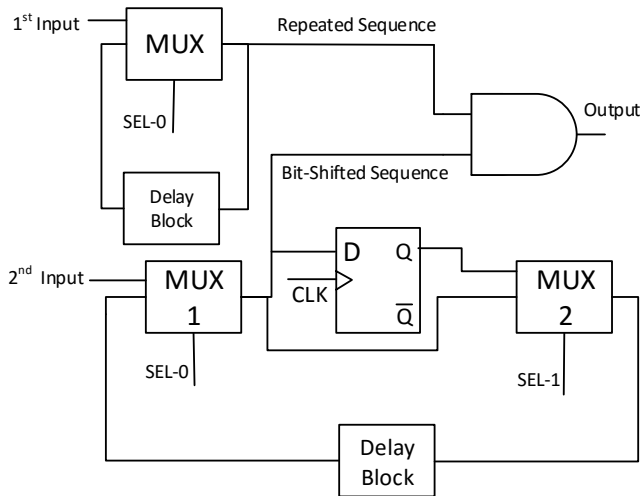 1st Input
MUX
SEL-0
Repeated Sequence
Output
Delay
Block
Bit-Shifted Sequence
2nd Input
MUX
1
SEL-0
D
Q
CLK
Q̅
MUX
2
SEL-1
Delay
Block